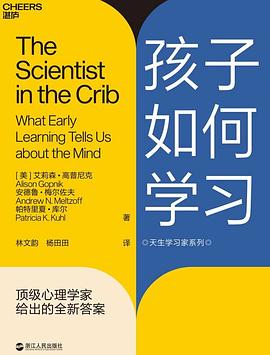 CHEERS
湛庐
The
Scientist
in the Crib
What Early
Learning Tells Us
about the Mind
[ 美 ] 艾莉森·高普尼克
Alison Gopnik
安德鲁·梅尔佐夫
Andrew N. Meltzoff
帕特里夏·库尔
Patricia K. Kuhl
著
林文韵 杨田田 译
孩子
如何
学习
◎天生学习家系列◎
顶级心理学家
给出的全新答案
浙江人民出版社